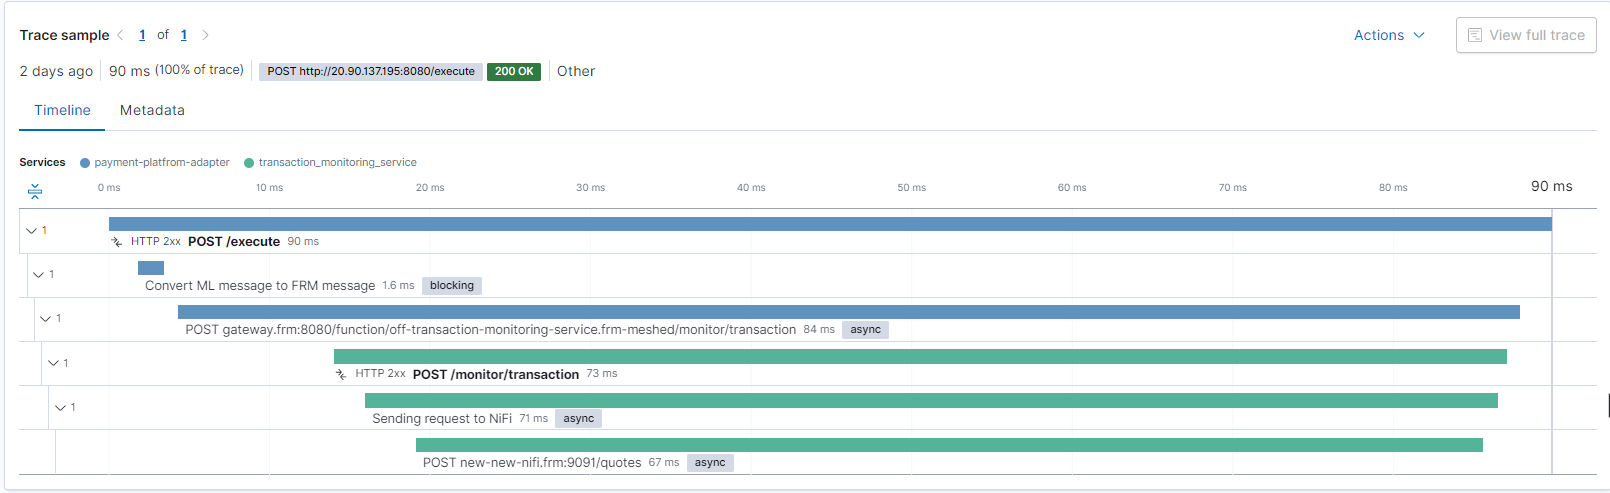 Trace sample 1 of 1 Actions View full trace
2 days ago 90 ms (100% of trace) POST http://20.90.137.195:8080/execute 200 OK Other
Timeline Metadata
Services payment-platfrom-adapter transaction_monitoring_service
0 ms 10 ms 20 ms 30 ms 40 ms 50 ms 60 ms 70 ms 80 ms 90 ms
1 HTTP 2xx POST /execute 90 ms
1 Convert ML message to FRM message 1.6 ms blocking
1 POST gateway.frm:8080/function/off-transaction-monitoring-service.frm-meshed/monitor/transaction 84 ms async
1 HTTP 2xx POST /monitor/transaction 73 ms
1 Sending request to NiFi 71 ms async
POST new-new-nifi.frm:9091/quotes 67 ms async